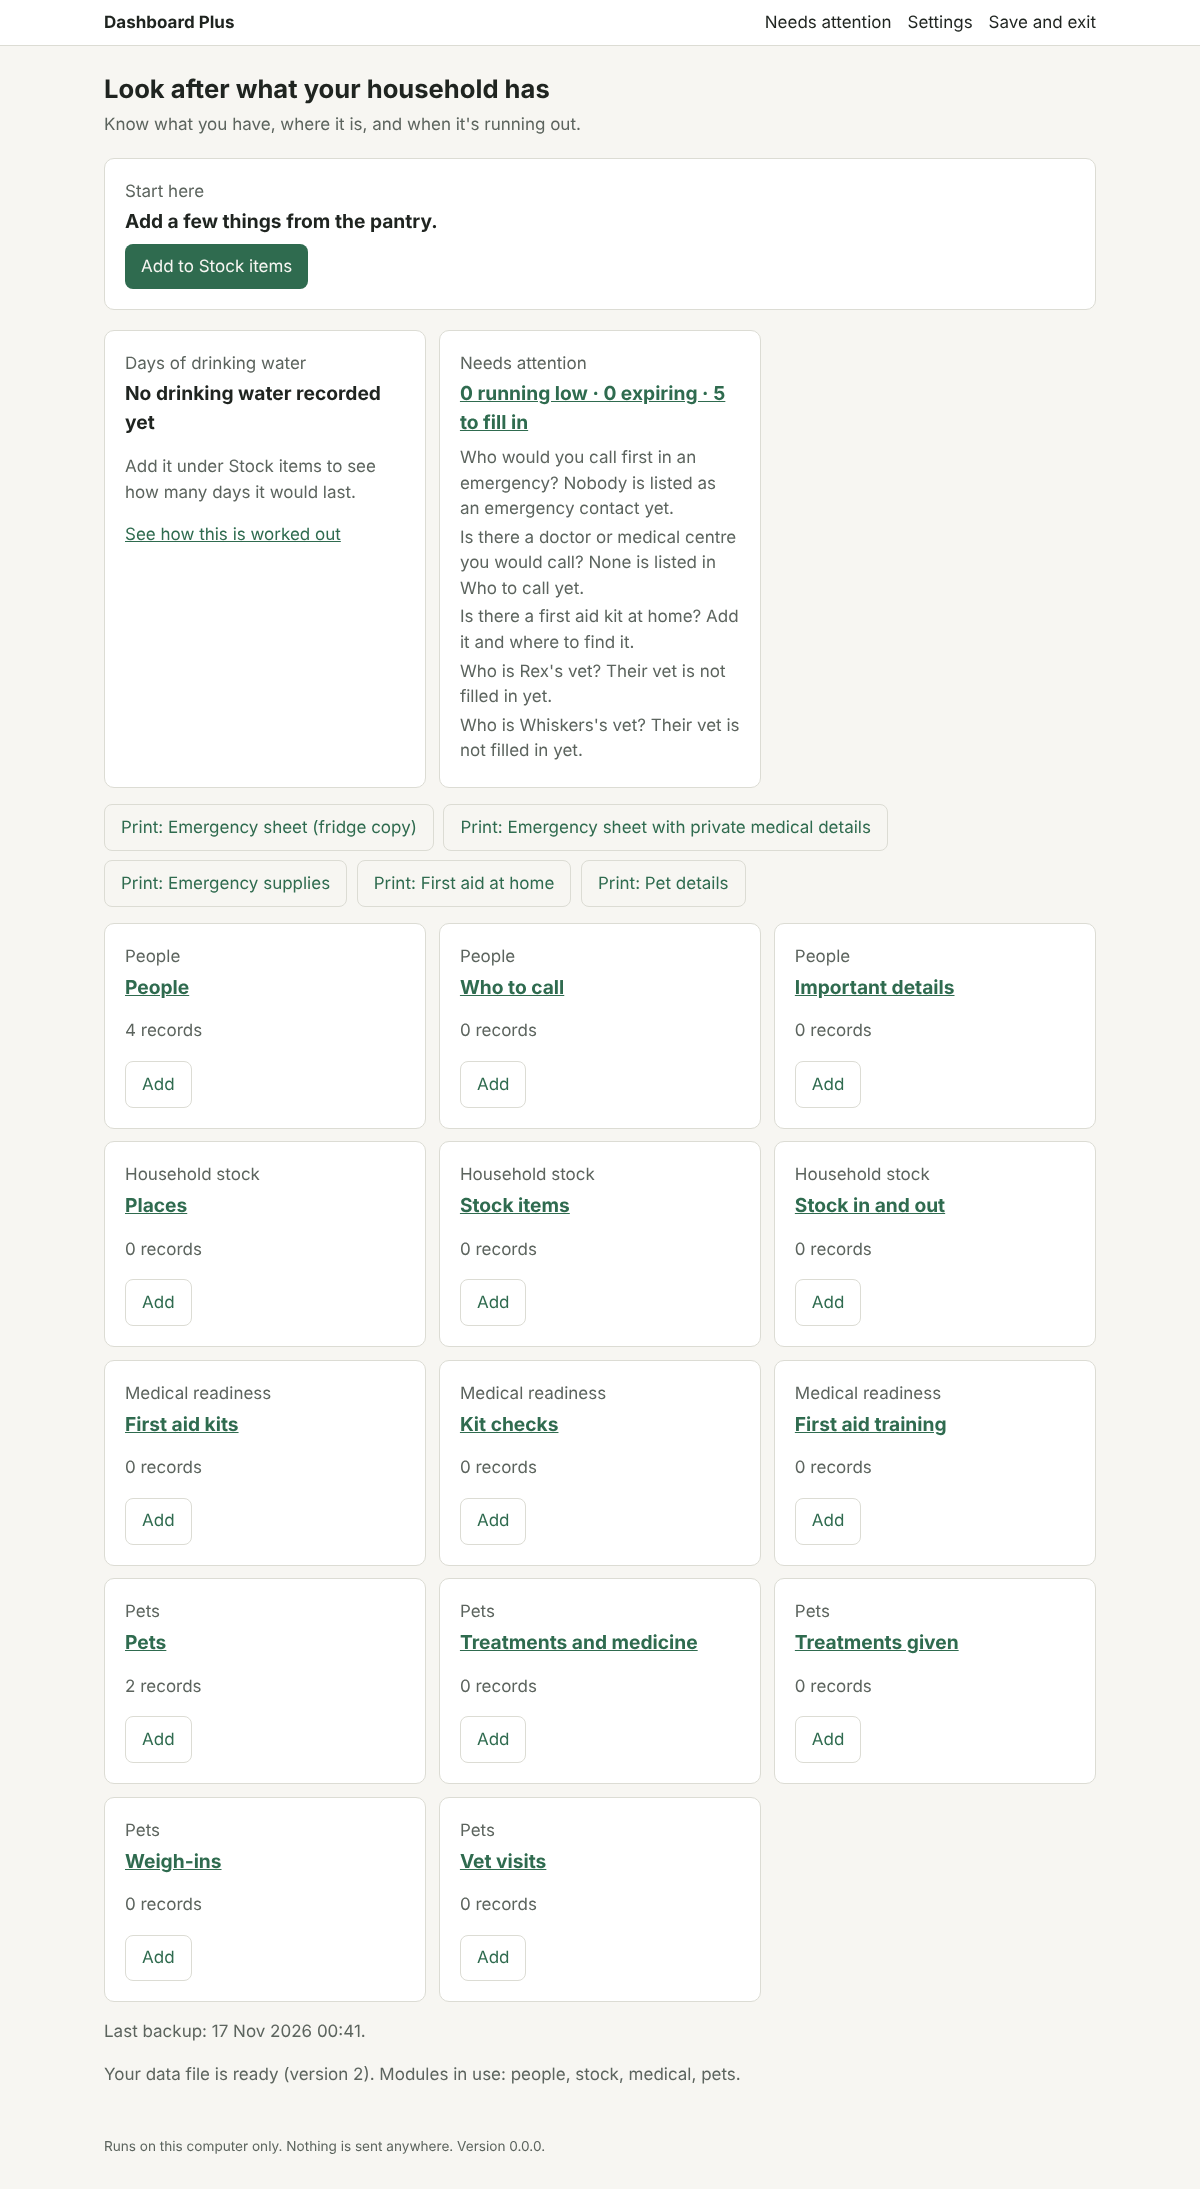 Dashboard Plus
Needs attention
Settings
Save and exit
Look after what your household has
Know what you have, where it is, and when it's running out.
Start here
Add a few things from the pantry.
Add to Stock items
Days of drinking water
No drinking water recorded
yet
Add it under Stock items to see
how many days it would last.
See how this is worked out
Needs attention
0 running low · 0 expiring · 5
to fill in
Who would you call first in an
emergency? Nobody is listed as
an emergency contact yet.
Is there a doctor or medical centre
you would call? None is listed in
Who to call yet.
Is there a first aid kit at home? Add
it and where to find it.
Who is Rex's vet? Their vet is not
filled in yet.
Who is Whiskers's vet? Their vet is
not filled in yet.
Print: Emergency sheet (fridge copy)
Print: Emergency sheet with private medical details
Print: Emergency supplies
Print: First aid at home
Print: Pet details
People
People
4 records
Add
People
Who to call
0 records
Add
People
Important details
0 records
Add
Household stock
Places
0 records
Add
Household stock
Stock items
0 records
Add
Household stock
Stock in and out
0 records
Add
Medical readiness
First aid kits
0 records
Add
Medical readiness
Kit checks
0 records
Add
Medical readiness
First aid training
0 records
Add
Pets
Pets
2 records
Add
Pets
Treatments and medicine
0 records
Add
Pets
Treatments given
0 records
Add
Pets
Weigh-ins
0 records
Add
Pets
Vet visits
0 records
Add
Last backup: 17 Nov 2026 00:41.
Your data file is ready (version 2). Modules in use: people, stock, medical, pets.
Runs on this computer only. Nothing is sent anywhere. Version 0.0.0.